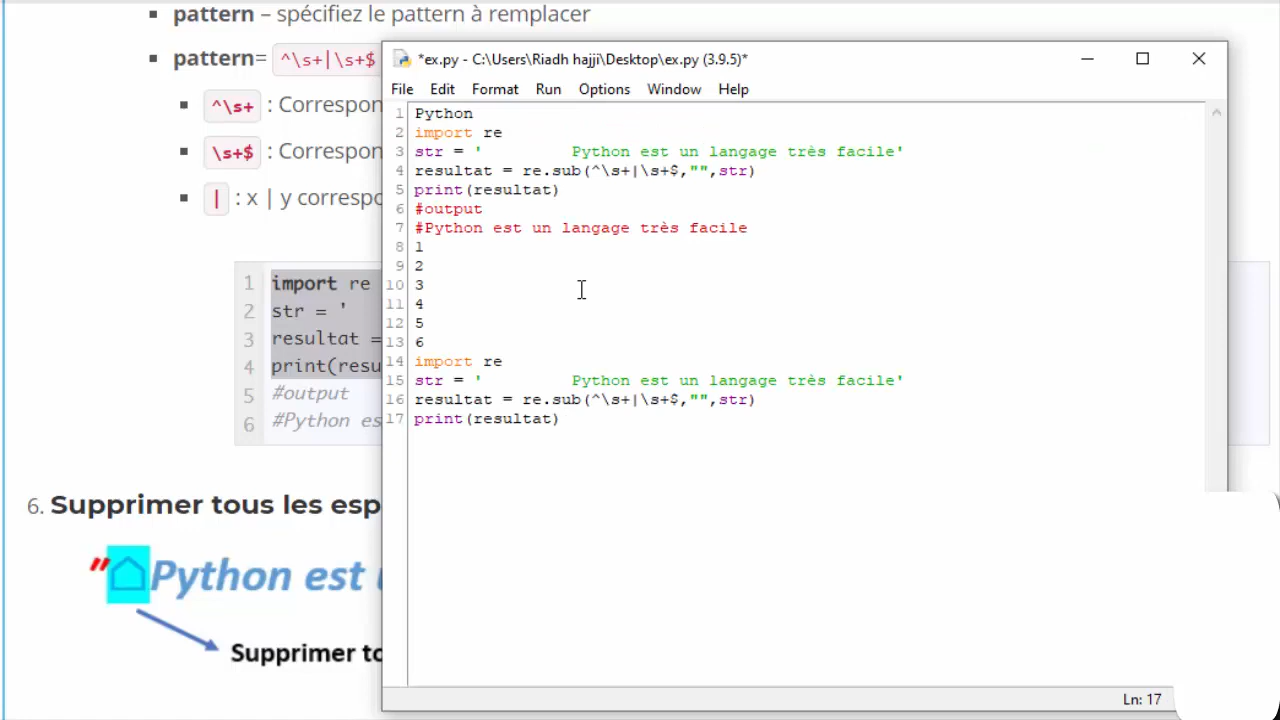 ▪ pattern – spécifiez le pattern à remplacer
▪ pattern= ^\s+|\s+$
▪ ^\s+ : Correspon
▪ \s+$ : Correspon
▪ | : x | y correspo
1 import re
2 str = '
3 resultat =
4 print(resu
5 #output
6 #Python es
6. Supprimer tous les esp
"Python est
Supprimer to
*ex.py - C:\Users\Riadh hajji\Desktop\ex.py (3.9.5)*
File Edit Format Run Options Window Help
1 Python
2 import re
3 str = '         Python est un langage très facile'
4 resultat = re.sub(^\s+|\s+$,"",str)
5 print(resultat)
6 #output
7 #Python est un langage très facile
8 1
9 2
10 3
11 4
12 5
13 6
14 import re
15 str = '         Python est un langage très facile'
16 resultat = re.sub(^\s+|\s+$,"",str)
17 print(resultat)
Ln: 17